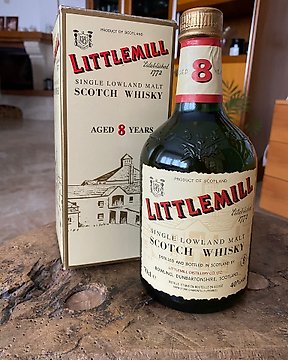 PRODUCT OF SCOTLAND
LITTLEMILL
Established
1772
SINGLE LOWLAND MALT
SCOTCH WHISKY
AGED 8 YEARS
8
PRODUCT OF SCOTLAND
LITTLEMILL
Established
1772
SINGLE LOWLAND MALT
SCOTCH WHISKY
DISTILLED AND BOTTLED IN SCOTLAND BY
LITTLEMILL DISTILLERY CO. LTD.
BOWLING, DUNBARTONSHIRE, SCOTLAND
70cl
40%